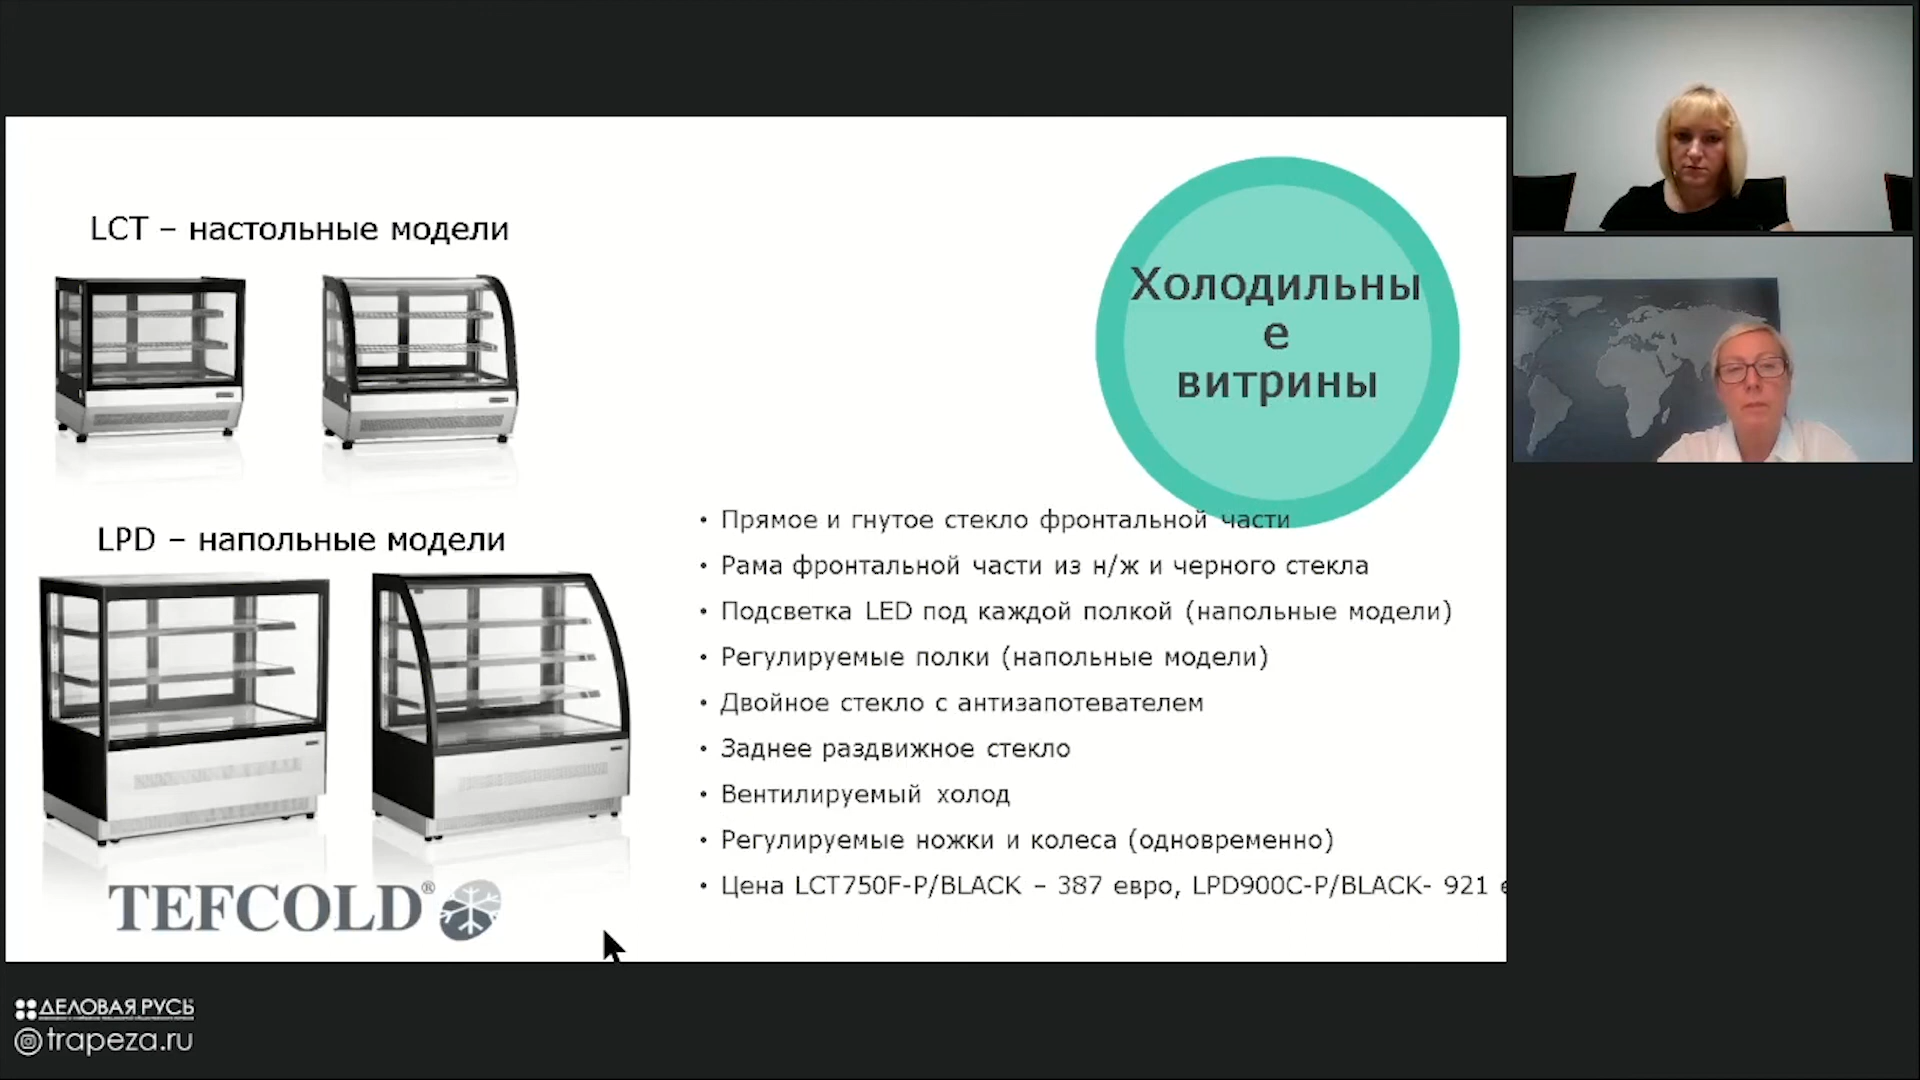 LCT – настольные модели
Холодильны
е
витрины
LPD – напольные модели
• Прямое и гнутое стекло фронтальной части
• Рама фронтальной части из н/ж и черного стекла
• Подсветка LED под каждой полкой (напольные модели)
• Регулируемые полки (напольные модели)
• Двойное стекло с антизапотевателем
• Заднее раздвижное стекло
• Вентилируемый холод
• Регулируемые ножки и колеса (одновременно)
• Цена LCT750F-P/BLACK – 387 евро, LPD900C-P/BLACK- 921 е
TEFCOLD®
ДЕЛОВАЯ РУСЬ
trapeza.ru